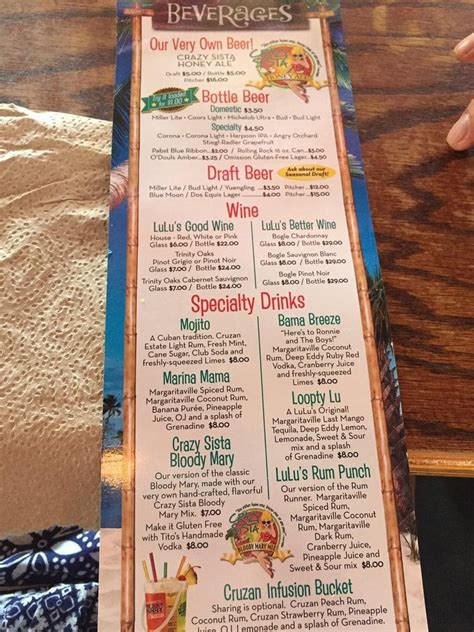 BEVERAGES
Our Very Own Beer!
CRAZY SISTA
HONEY ALE
Draft $5.00 / Bottle $5.00
Pitcher $18.00
HONEY ALE
Try it loaded
for $1.00
Bottle Beer
Domestic $3.50
Miller Lite • Coors Light • Michelob Ultra • Bud • Bud Light
Specialty $4.50
Corona • Corona Light • Harpoon IPA • Angry Orchard
Stiegl Radler Grapefruit
Pabst Blue Ribbon...$2.00 / Rolling Rock 16 oz. Can...$3.00
O'Douls Amber...$3.25 / Omission Gluten-Free Lager...$4.50
Draft Beer
Ask about our
Seasonal Draft!
Miller Lite / Bud Light / Yuengling ...$3.50 Pitcher ...$12.00
Blue Moon / Dos Equis Lager ......$4.00 Pitcher ...$15.00
Wine
LuLu's Good Wine
House - Red, White or Pink
Glass $6.00 / Bottle $22.00
Trinity Oaks
Pinot Grigio or Pinot Noir
Glass $7.00 / Bottle $24.00
Trinity Oaks Cabernet Sauvignon
Glass $7.00 / Bottle $24.00
LuLu's Better Wine
Bogle Chardonnay
Glass $8.00 / Bottle $29.00
Bogle Sauvignon Blanc
Glass $8.00 / Bottle $29.00
Bogle Pinot Noir
Glass $8.00 / Bottle $29.00
Specialty Drinks
Mojito
A Cuban tradition. Cruzan
Estate Light Rum, Fresh Mint,
Cane Sugar, Club Soda and
freshly-squeezed Limes $8.00
Marina Mama
Margaritaville Spiced Rum,
Margaritaville Coconut Rum,
Banana Purée, Pineapple
Juice, OJ and a splash of
Grenadine $8.00
Crazy Sista
Bloody Mary
Our version of the classic
Bloody Mary, made with our
very own hand-crafted, flavorful
Crazy Sista Bloody
Mary Mix. $7.00
Make it Gluten Free
with Tito's Handmade
Vodka $8.00
Bama Breeze
"Here's to Ronnie
and The Boys!"
Margaritaville Coconut
Rum, Deep Eddy Ruby Red
Vodka, Cranberry Juice
and freshly-squeezed
Limes $8.00
Loopty Lu
A LuLu's Original!
Margaritaville Last Mango
Tequila, Deep Eddy Lemon,
Lemonade, Sweet & Sour
mix and a splash
of Grenadine $8.00
LuLu's Rum Punch
Our version of the Rum
Runner. Margaritaville
Spiced Rum,
Margaritaville
Coconut Rum,
Margaritaville
Dark Rum,
Cranberry Juice,
Pineapple Juice and
Sweet & Sour mix $8.00
BLOODY MARY MIX
Cruzan Infusion Bucket
Sharing is optional. Cruzan Peach Rum,
Coconut Rum, Cruzan Strawberry Rum, Pineapple
Juice, OJ, Lemonade and a splash of Grenadine